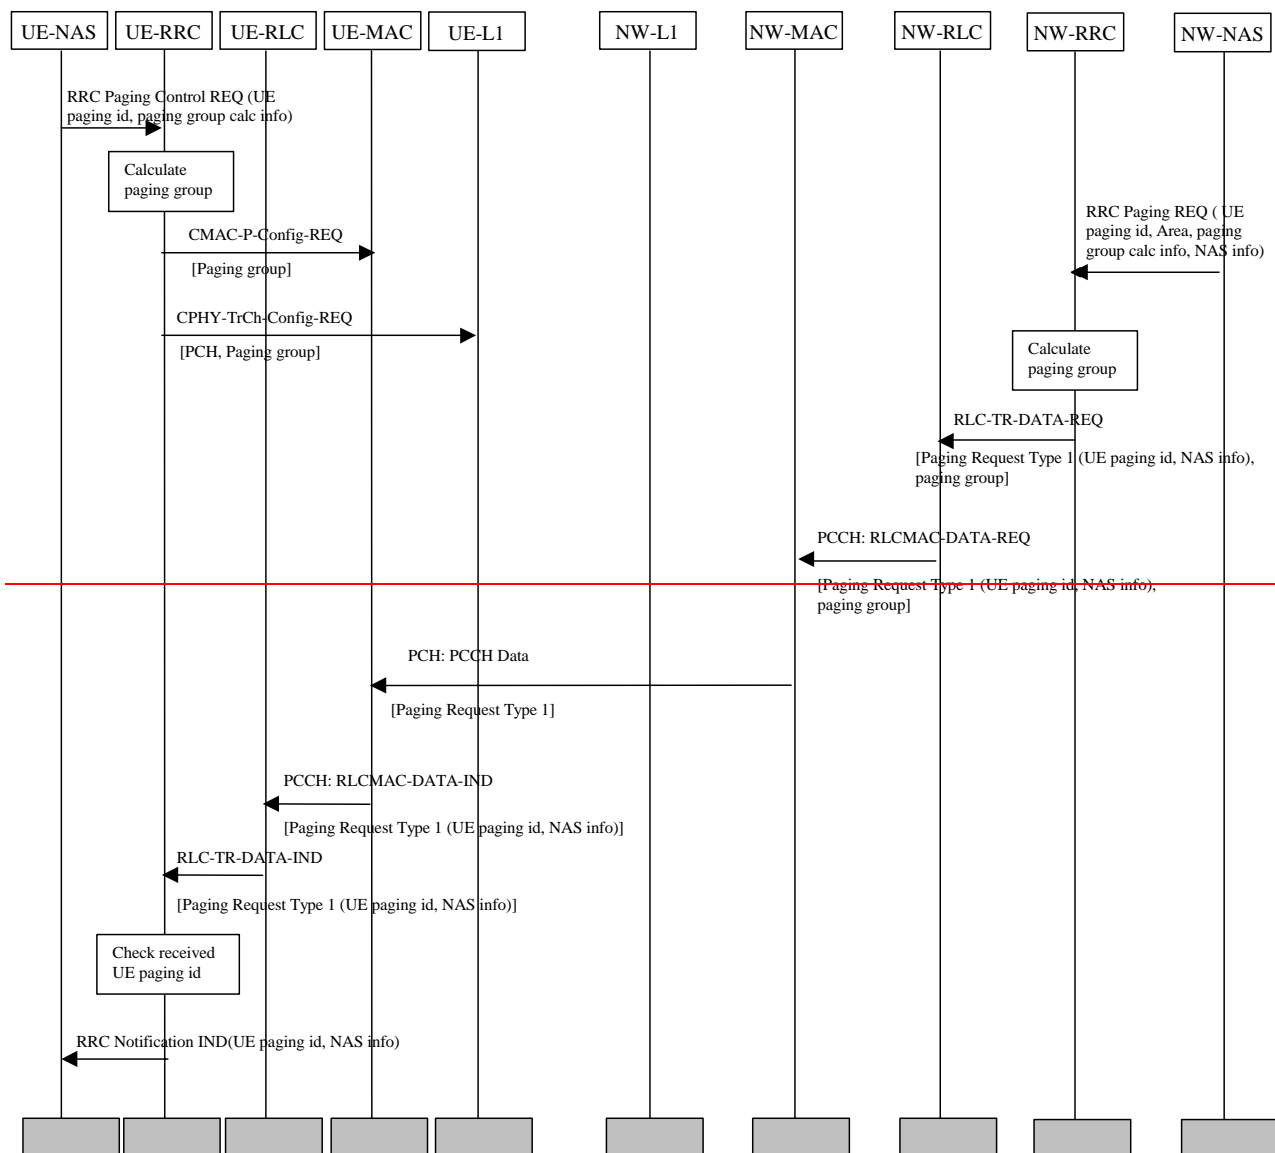 UE-NAS
UE-RRC
UE-RLC
UE-MAC
UE-L1
NW-L1
NW-MAC
NW-RLC
NW-RRC
NW-NAS
RRC Paging Control REQ (UE
paging id, paging group calc info)
Calculate
paging group
RRC Paging REQ ( UE
paging id, Area, paging
group calc info, NAS info)
CMAC-P-Config-REQ
[Paging group]
CPHY-TrCh-Config-REQ
[PCH, Paging group]
Calculate
paging group
RLC-TR-DATA-REQ
[Paging Request Type 1 (UE paging id, NAS info),
paging group]
PCCH: RLCMAC-DATA-REQ
[Paging Request Type 1 (UE paging id, NAS info),
paging group]
PCH: PCCH Data
[Paging Request Type 1]
PCCH: RLCMAC-DATA-IND
[Paging Request Type 1 (UE paging id, NAS info)]
RLC-TR-DATA-IND
[Paging Request Type 1 (UE paging id, NAS info)]
Check received
UE paging id
RRC Notification IND(UE paging id, NAS info)